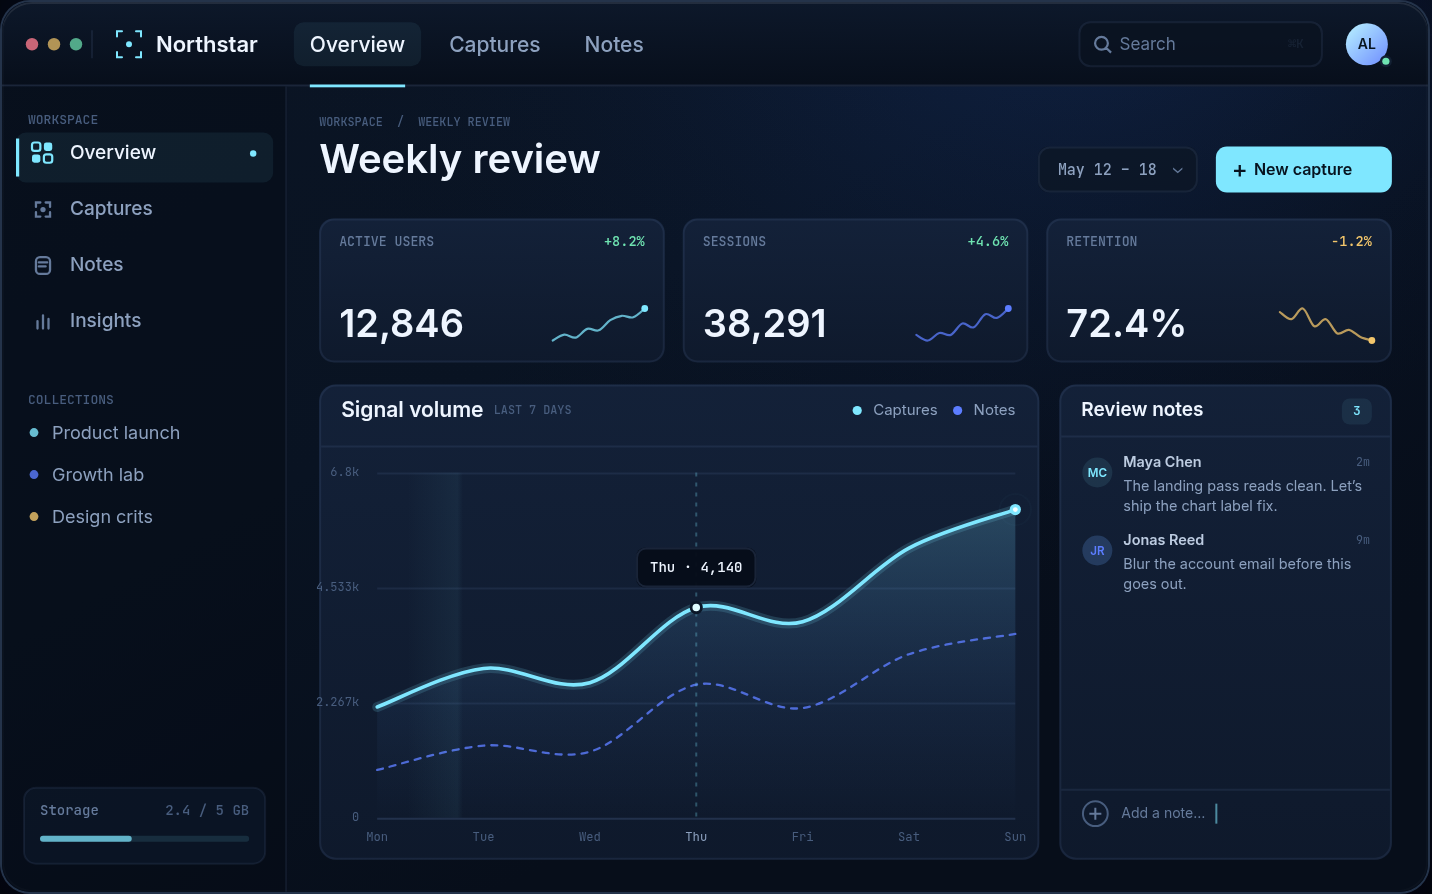 Northstar
Overview
Captures
Notes
Search
⌘K
AL
WORKSPACE
Overview
Captures
Notes
Insights
COLLECTIONS
Product launch
Growth lab
Design crits
Storage
2.4 / 5 GB
WORKSPACE / WEEKLY REVIEW
Weekly review
May 12 – 18
+ New capture
ACTIVE USERS
+8.2%
12,846
SESSIONS
+4.6%
38,291
RETENTION
-1.2%
72.4%
Signal volume
LAST 7 DAYS
Captures
Notes
6.8k
4.533k
2.267k
0
Thu · 4,140
Mon
Tue
Wed
Thu
Fri
Sat
Sun
Review notes
3
MC
Maya Chen
2m
The landing pass reads clean. Let’s
ship the chart label fix.
JR
Jonas Reed
9m
Blur the account email before this
goes out.
Add a note...